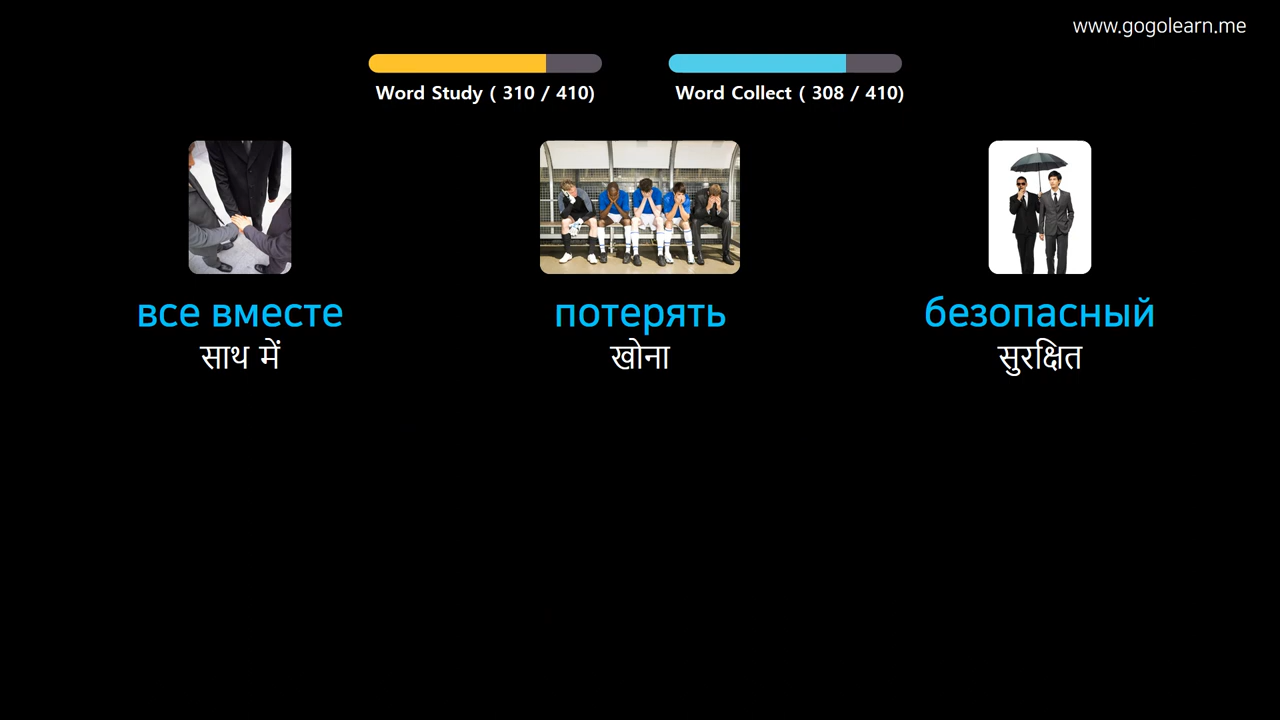 www.gogolearn.me
Word Study ( 310 / 410)
Word Collect ( 308 / 410)
все вместе
साथ में
потерять
खोना
безопасный
सुरक्षित